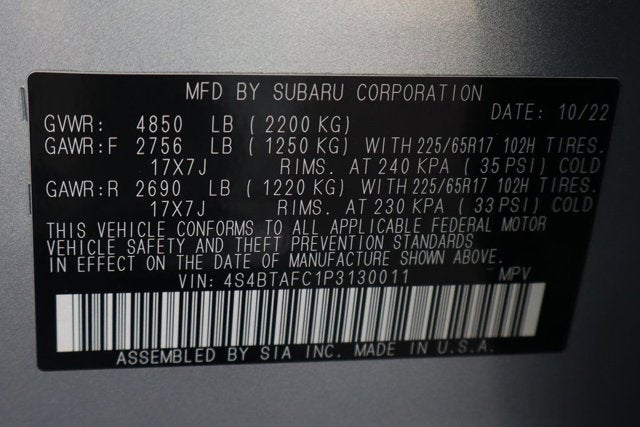 MFD BY SUBARU CORPORATION
DATE: 10/22
GVWR: 4850 LB (2200 KG)
GAWR:F 2756 LB (1250 KG) WITH 225/65R17 102H TIRES.
17X7J RIMS. AT 240 KPA (35 PSI) COLD
GAWR:R 2690 LB (1220 KG) WITH 225/65R17 102H TIRES.
17X7J RIMS. AT 230 KPA (33 PSI) COLD
THIS VEHICLE CONFORMS TO ALL APPLICABLE FEDERAL MOTOR
VEHICLE SAFETY AND THEFT PREVENTION STANDARDS
IN EFFECT ON THE DATE OF MANUFACTURE SHOWN ABOVE.
VIN: 4S4BTAFC1P3130011 MPV
ASSEMBLED BY SIA INC. MADE IN U.S.A.